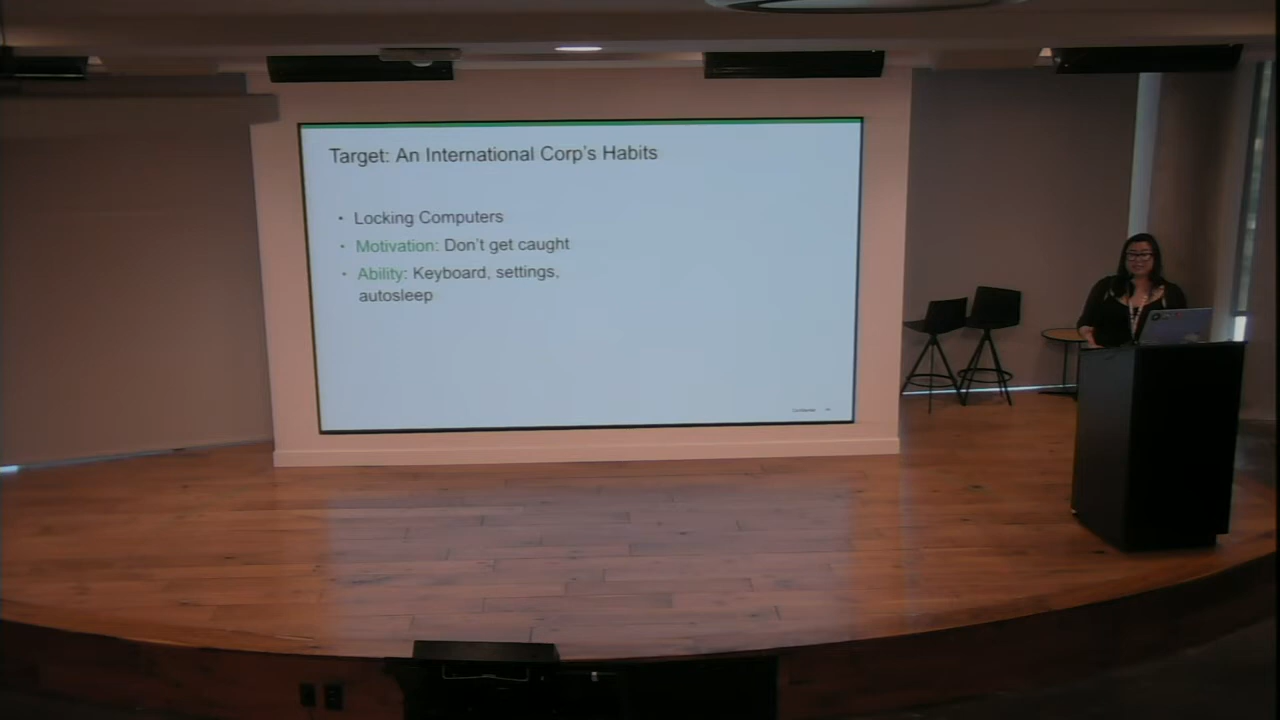 Target: An International Corp's Habits
• Locking Computers
• Motivation: Don't get caught
• Ability: Keyboard, settings,
autosleep